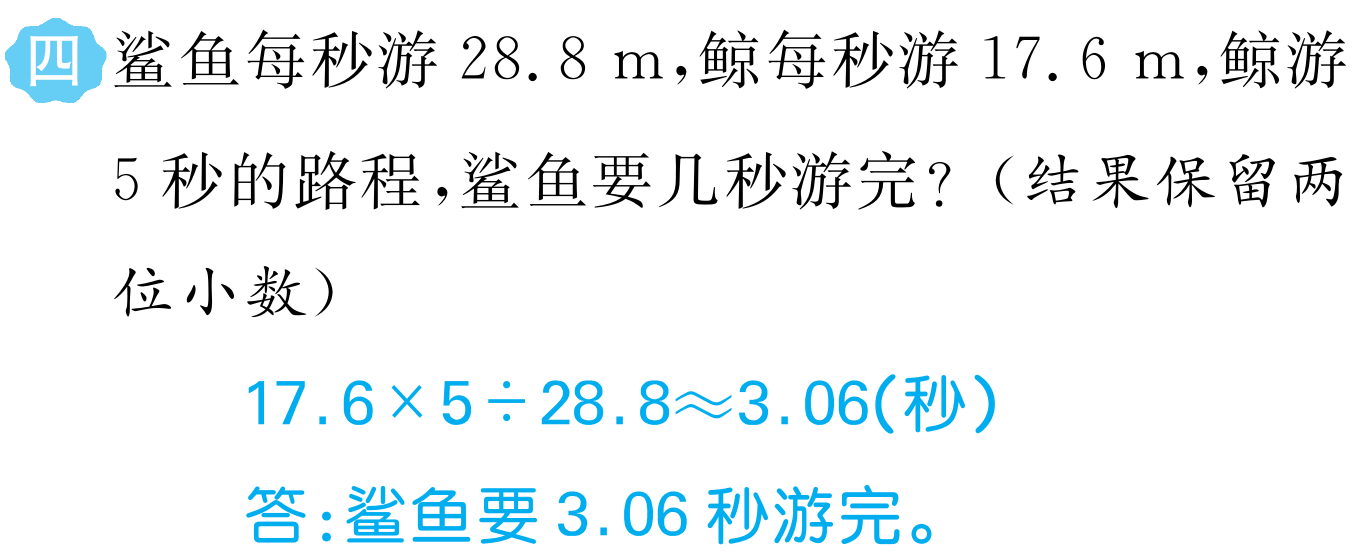 四 鲨鱼每秒游 28.8 m,鲸每秒游 17.6 m,鲸游
5 秒的路程,鲨鱼要几秒游完?(结果保留两
位小数)
17.6×5÷28.8≈3.06(秒)
答:鲨鱼要 3.06 秒游完。